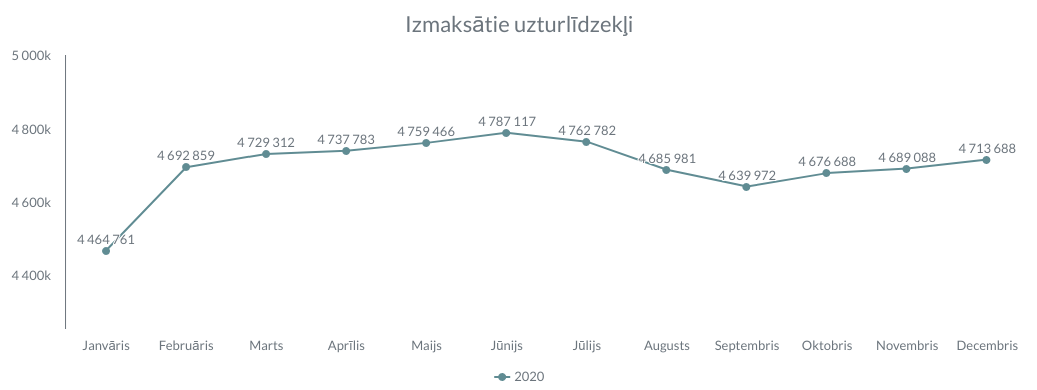 Izmaksātie uzturlīdzekļi
5 000k
4 800k
4 600k
4 400k
4 464 761
4 692 859
4 729 312
4 737 783
4 759 466
4 787 117
4 762 782
4 685 981
4 639 972
4 676 688
4 689 088
4 713 688
Janvāris Februāris Marts Aprīlis Maijs Jūnijs Jūlijs Augusts Septembris Oktobris Novembris Decembris
2020